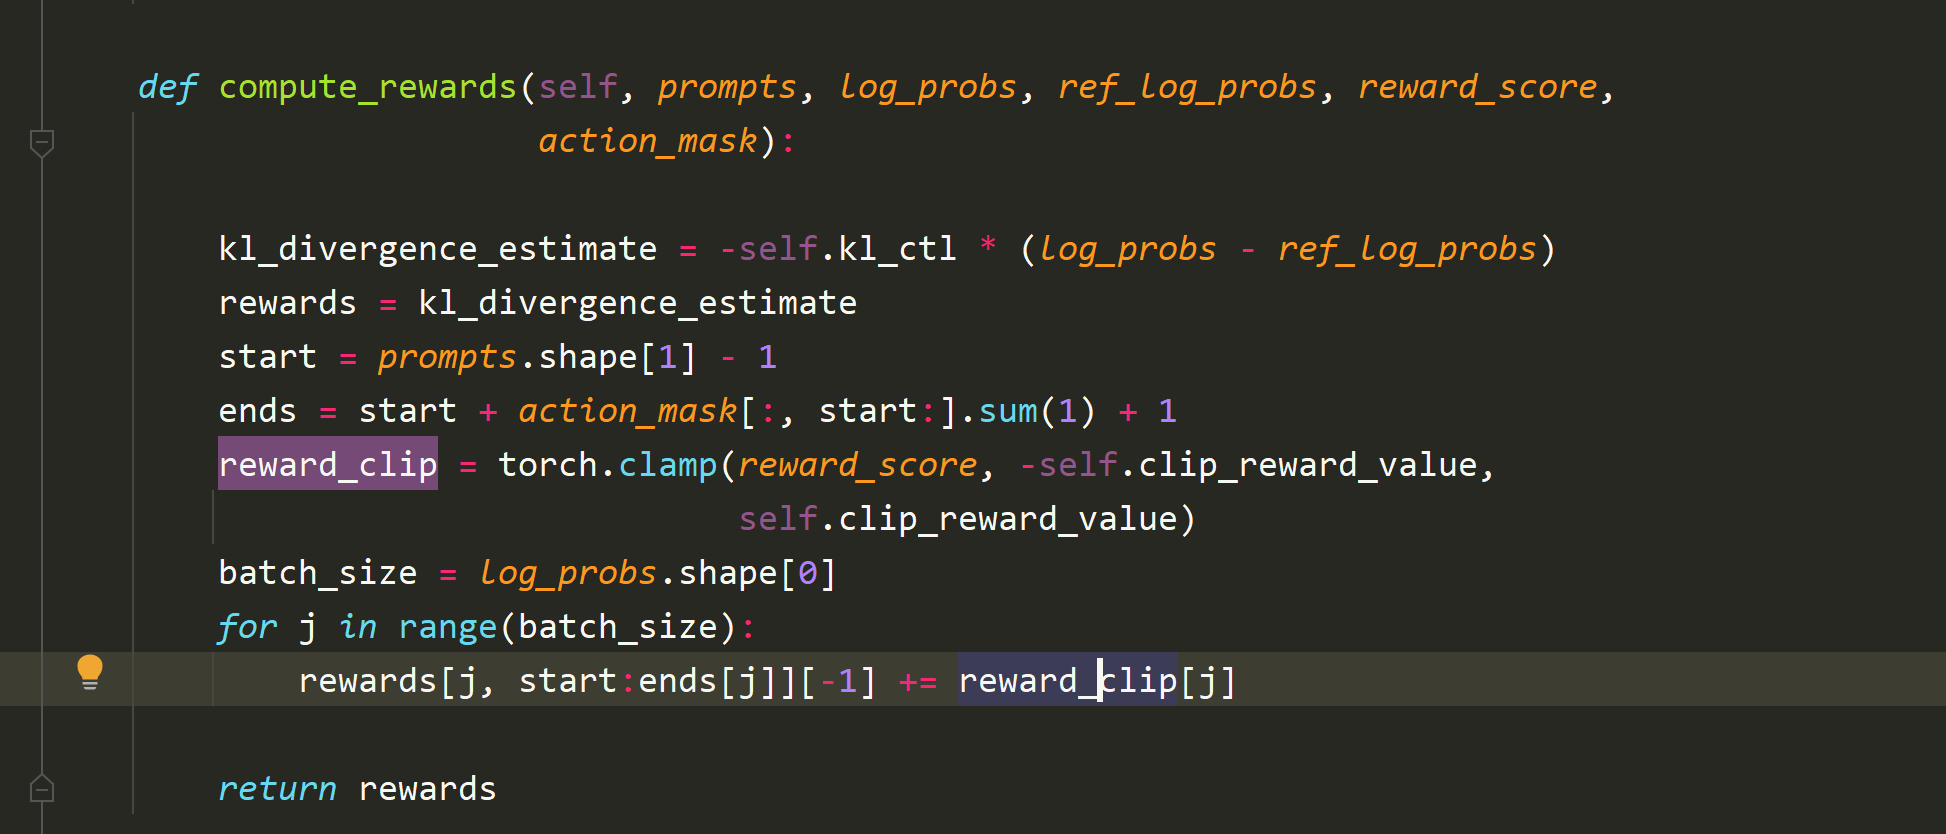 def compute_rewards(self, prompts, log_probs, ref_log_probs, reward_score,
                    action_mask):
    kl_divergence_estimate = -self.kl_ctl * (log_probs - ref_log_probs)
    rewards = kl_divergence_estimate
    start = prompts.shape[1] - 1
    ends = start + action_mask[:, start:].sum(1) + 1
    reward_clip = torch.clamp(reward_score, -self.clip_reward_value,
                              self.clip_reward_value)
    batch_size = log_probs.shape[0]
    for j in range(batch_size):
        rewards[j, start:ends[j]][-1] += reward_clip[j]
    return rewards